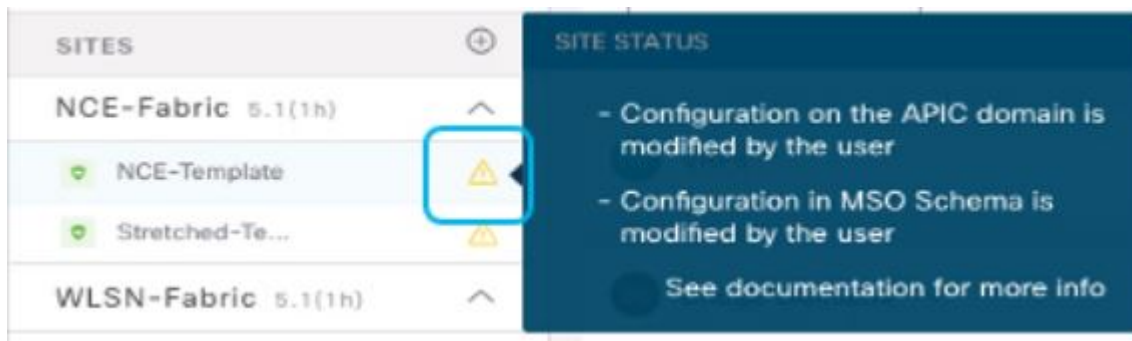 SITES
SITE STATUS
NCE-Fabric 5.1(1h)
- Configuration on the APIC domain is
modified by the user
NCE-Template
- Configuration in MSO Schema is
modified by the user
Stretched-Te...
See documentation for more info
WLSN-Fabric 5.1(1h)